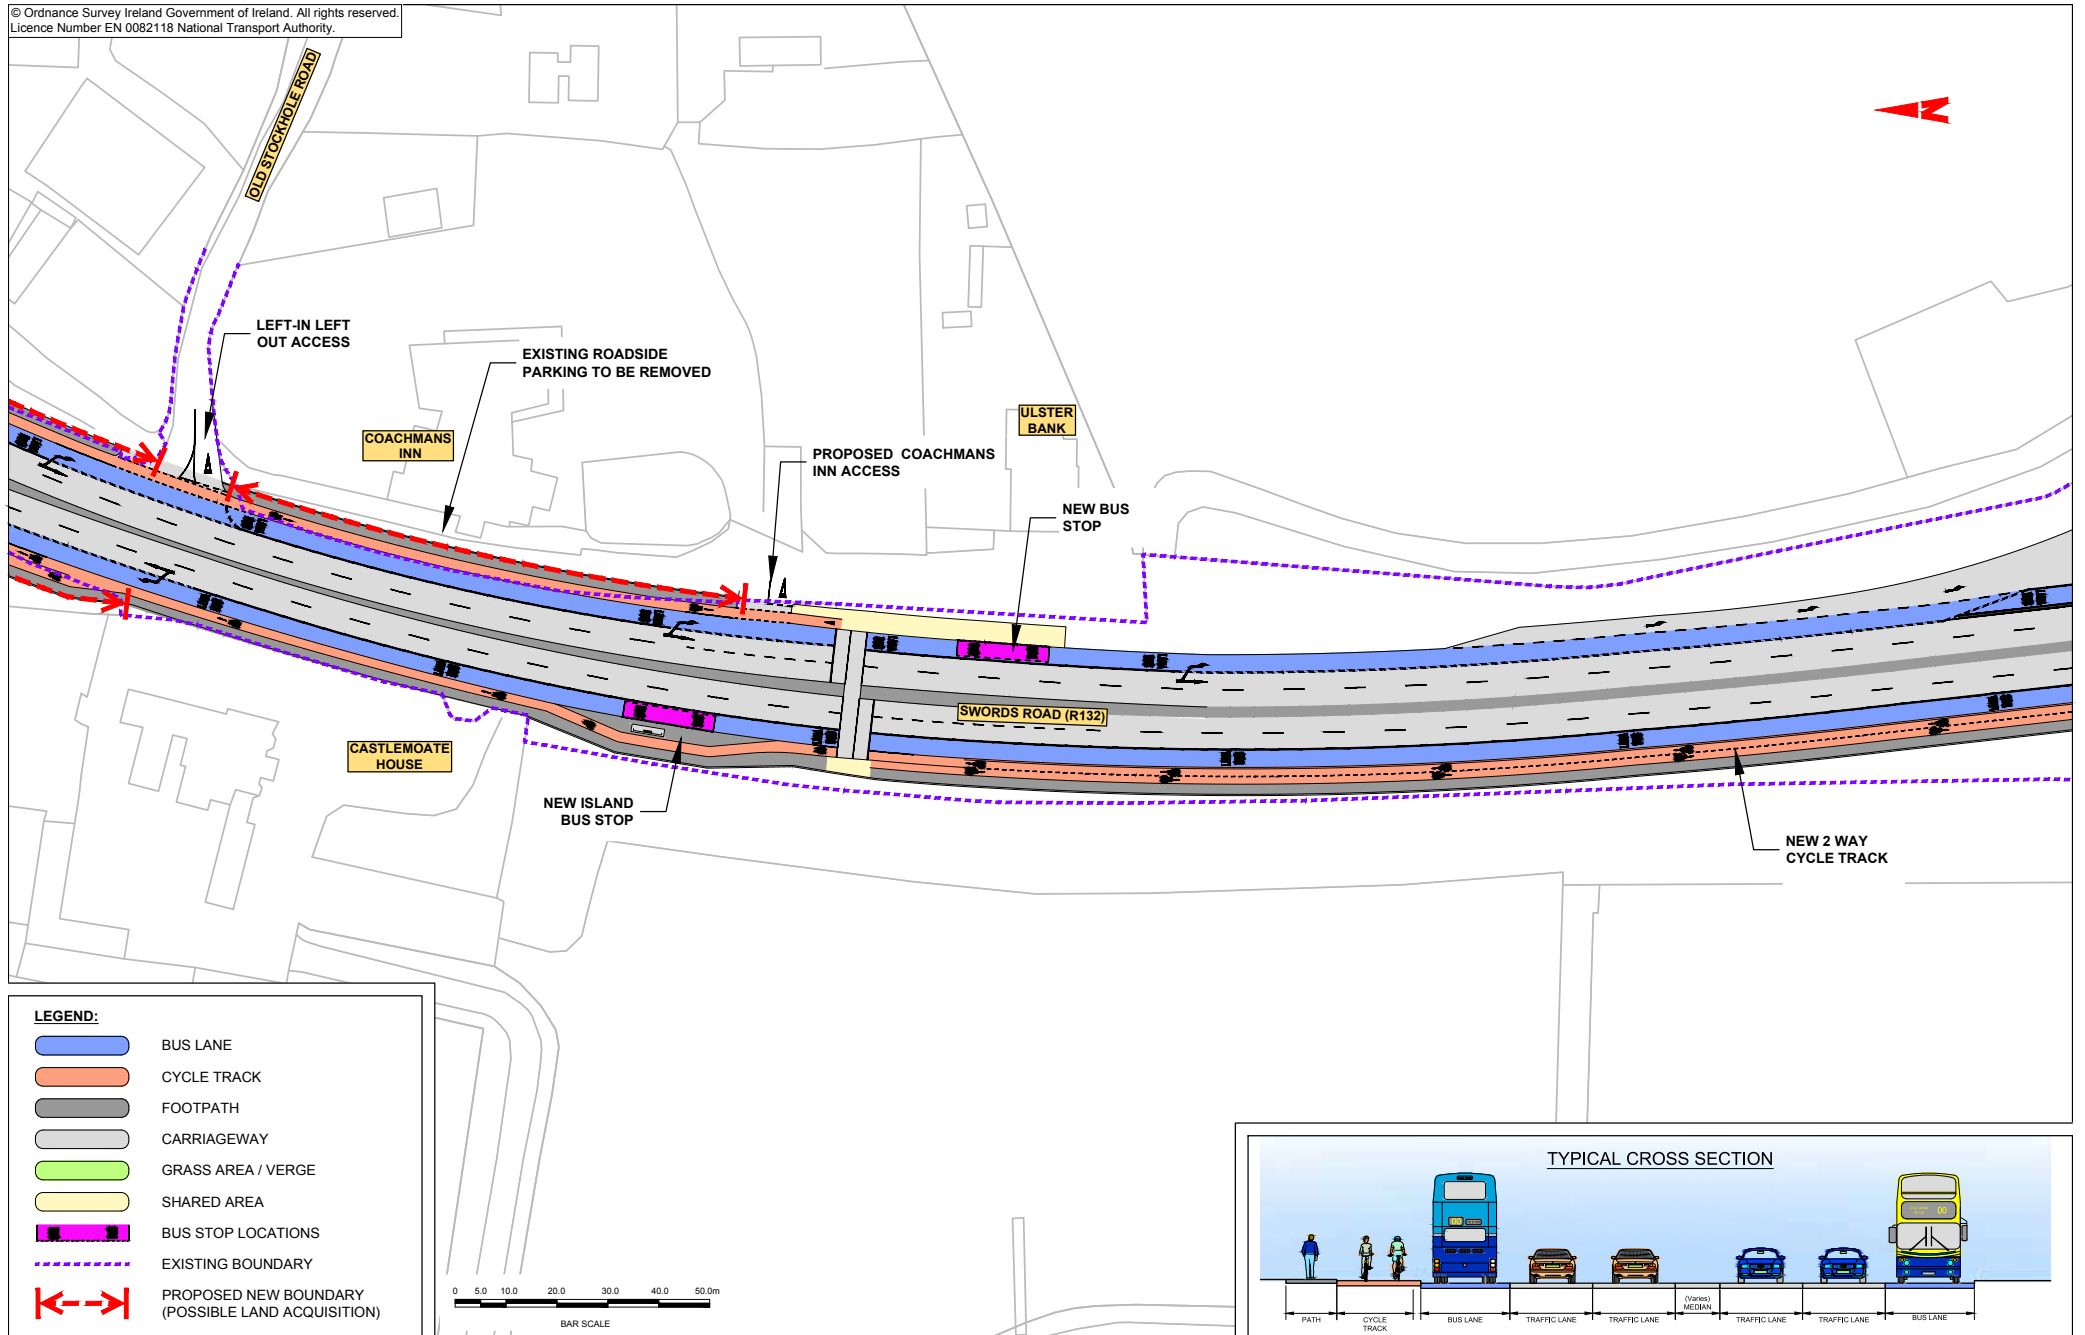 © Ordnance Survey Ireland Government of Ireland. All rights reserved.
Licence Number EN 0082118 National Transport Authority.
OLD STOCKHOLE ROAD
N
LEFT-IN LEFT
OUT ACCESS
EXISTING ROADSIDE
PARKING TO BE REMOVED
COACHMANS
INN
ULSTER
BANK
PROPOSED COACHMANS
INN ACCESS
NEW BUS
STOP
SWORDS ROAD (R132)
CASTLEMOATE
HOUSE
NEW ISLAND
BUS STOP
NEW 2 WAY
CYCLE TRACK
LEGEND:
BUS LANE
CYCLE TRACK
FOOTPATH
CARRIAGEWAY
GRASS AREA / VERGE
SHARED AREA
BUS STOP LOCATIONS
EXISTING BOUNDARY
PROPOSED NEW BOUNDARY
(POSSIBLE LAND ACQUISITION)
0 5.0 10.0 20.0 30.0 40.0 50.0m
BAR SCALE
TYPICAL CROSS SECTION
00
PATH
CYCLE
TRACK
BUS LANE
TRAFFIC LANE
TRAFFIC LANE
(Varies)
MEDIAN
TRAFFIC LANE
TRAFFIC LANE
BUS LANE